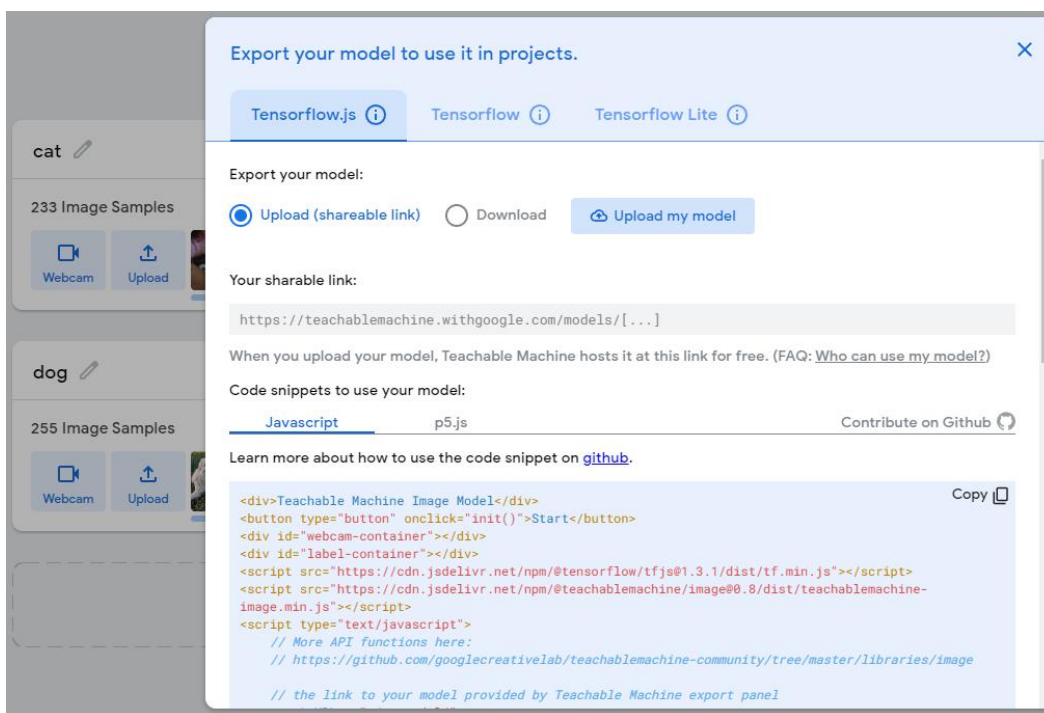 Export your model to use it in projects.
Tensorflow.js
Tensorflow
Tensorflow Lite
cat
233 Image Samples
Webcam
Upload
dog
255 Image Samples
Webcam
Upload
Export your model:
Upload (shareable link)
Download
Upload my model
Your sharable link:
https://teachablemachine.withgoogle.com/models/[...]
When you upload your model, Teachable Machine hosts it at this link for free. (FAQ: Who can use my model?)
Code snippets to use your model:
Javascript
p5.js
Contribute on Github
Learn more about how to use the code snippet on github.
Copy
<div>Teachable Machine Image Model</div>
<button type="button" onclick="init()">Start</button>
<div id="webcam-container"></div>
<div id="label-container"></div>
<script src="https://cdn.jsdelivr.net/npm/@tensorflow/tfjs@1.3.1/dist/tf.min.js"></script>
<script src="https://cdn.jsdelivr.net/npm/@teachablemachine/image@0.8/dist/teachablemachine-
image.min.js"></script>
<script type="text/javascript">
// More API functions here:
// https://github.com/googlecreativelab/teachablemachine-community/tree/master/libraries/image
// the link to your model provided by Teachable Machine export panel